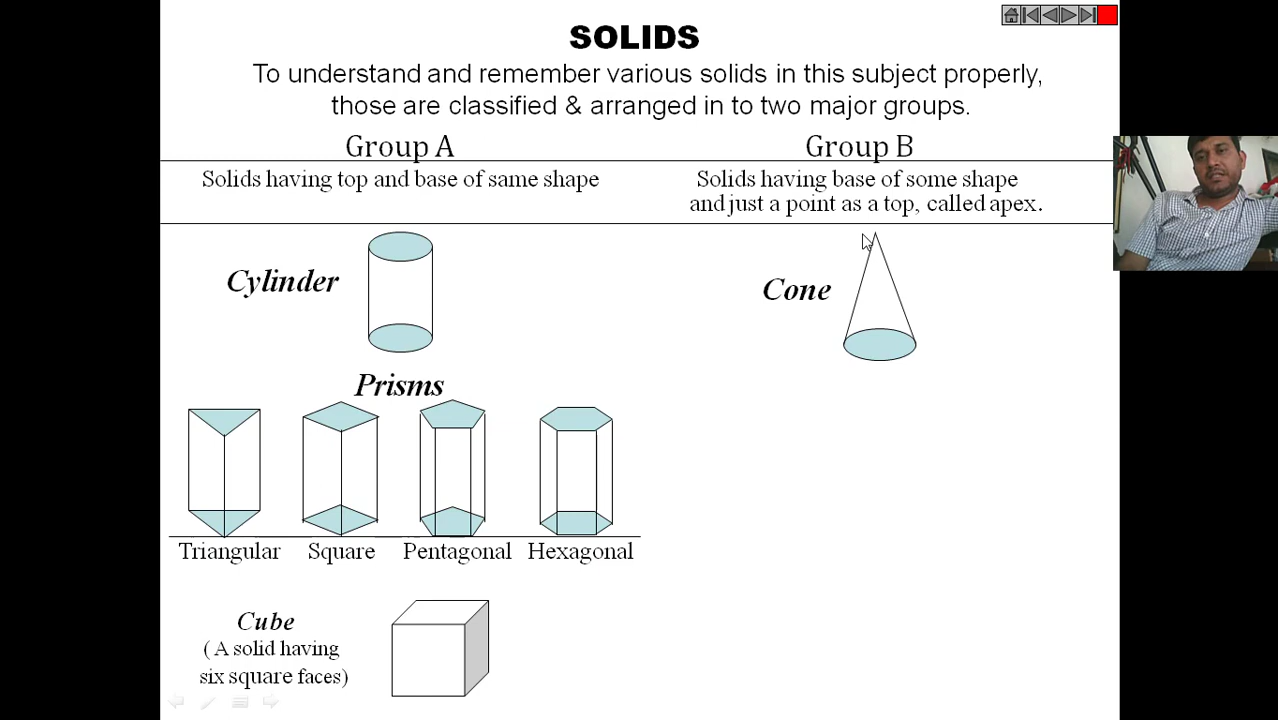 SOLIDS
To understand and remember various solids in this subject properly,
those are classified & arranged in to two major groups.
Group A
Solids having top and base of same shape
Cylinder
Prisms
Triangular
Square
Pentagonal
Hexagonal
Cube
( A solid having
six square faces)
Group B
Solids having base of some shape
and just a point as a top, called apex.
Cone